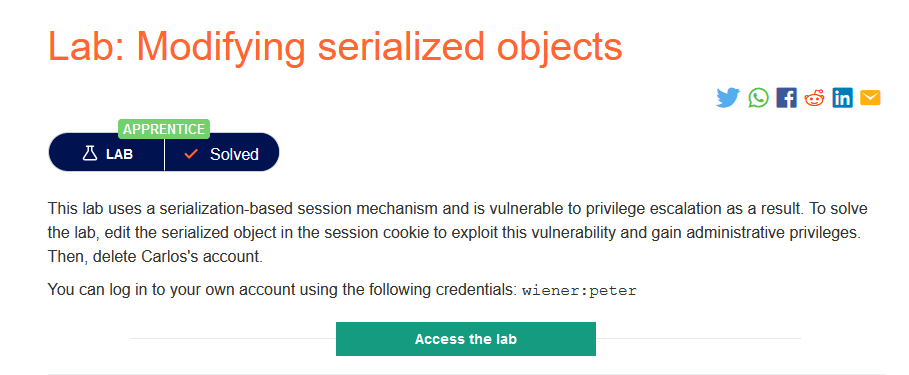 Lab: Modifying serialized objects
APPRENTICE
LAB Solved
This lab uses a serialization-based session mechanism and is vulnerable to privilege escalation as a result. To solve
the lab, edit the serialized object in the session cookie to exploit this vulnerability and gain administrative privileges.
Then, delete Carlos's account.
You can log in to your own account using the following credentials: wiener:peter
Access the lab